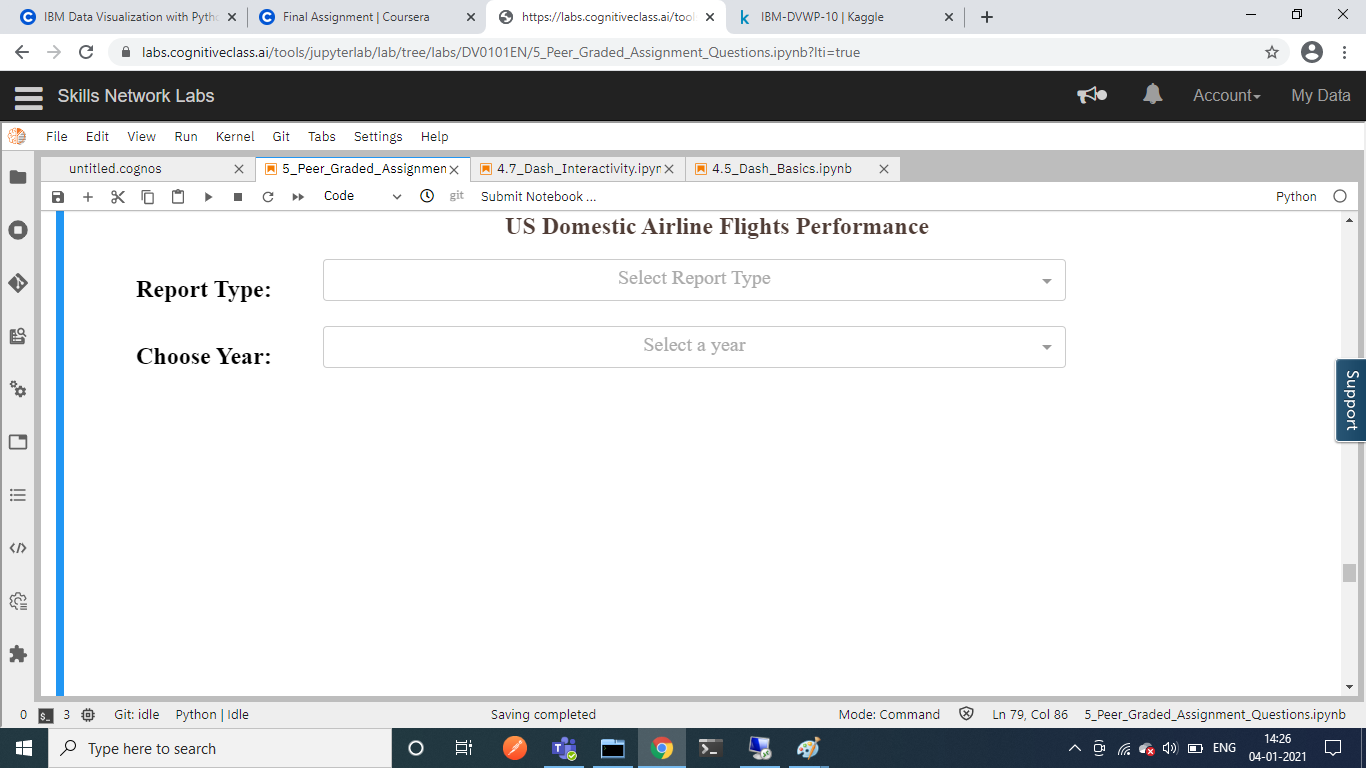 IBM Data Visualization with Pytho
Final Assignment | Coursera
https://labs.cognitiveclass.ai/tool
IBM-DVWP-10 | Kaggle
labs.cognitiveclass.ai/tools/jupyterlab/lab/tree/labs/DV0101EN/5_Peer_Graded_Assignment_Questions.ipynb?lti=true
Skills Network Labs
Account
My Data
File Edit View Run Kernel Git Tabs Settings Help
untitled.cognos
5_Peer_Graded_Assignmen
4.7_Dash_Interactivity.ipyn
4.5_Dash_Basics.ipynb
Code
git
Submit Notebook ...
Python
US Domestic Airline Flights Performance
Report Type:
Select Report Type
Choose Year:
Select a year
Support
0
$_
3
Git: idle
Python | Idle
Saving completed
Mode: Command
Ln 79, Col 86
5_Peer_Graded_Assignment_Questions.ipynb
Type here to search
ENG
14:26
04-01-2021